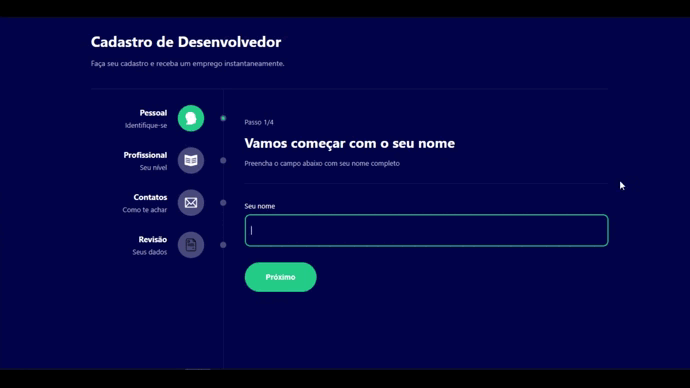 Cadastro de Desenvolvedor
Faça seu cadastro e receba um emprego instantaneamente.
Pessoal
Identifique-se
Profissional
Seu nível
Contatos
Como te achar
Revisão
Seus dados
Passo 1/4
Vamos começar com o seu nome
Preencha o campo abaixo com seu nome completo
Seu nome
Próximo